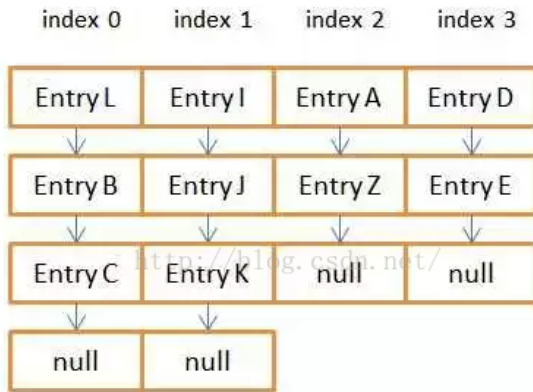 index 0 index 1 index 2 index 3
Entry L Entry I Entry A Entry D
Entry B Entry J Entry Z Entry E
Entry C Entry K null null
http://blog.csdn.net/
null null